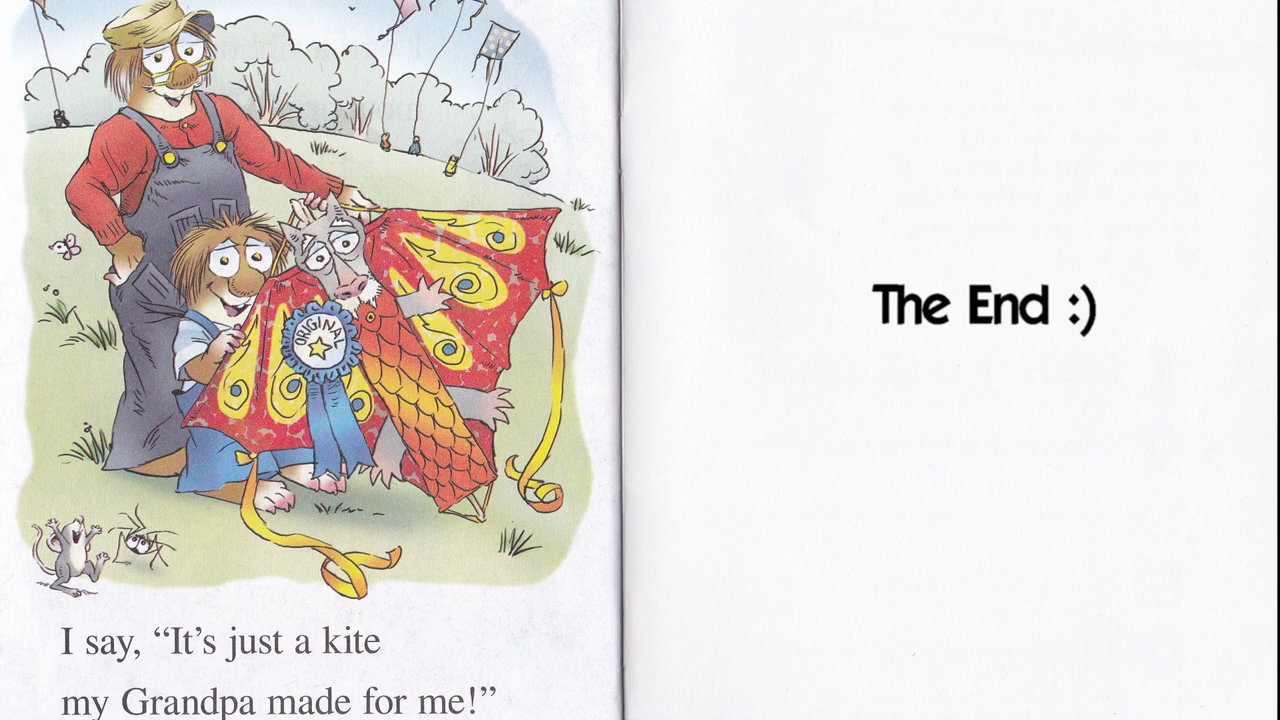 ORIGINAL
I say, “It’s just a kite
my Grandpa made for me!”
The End :)